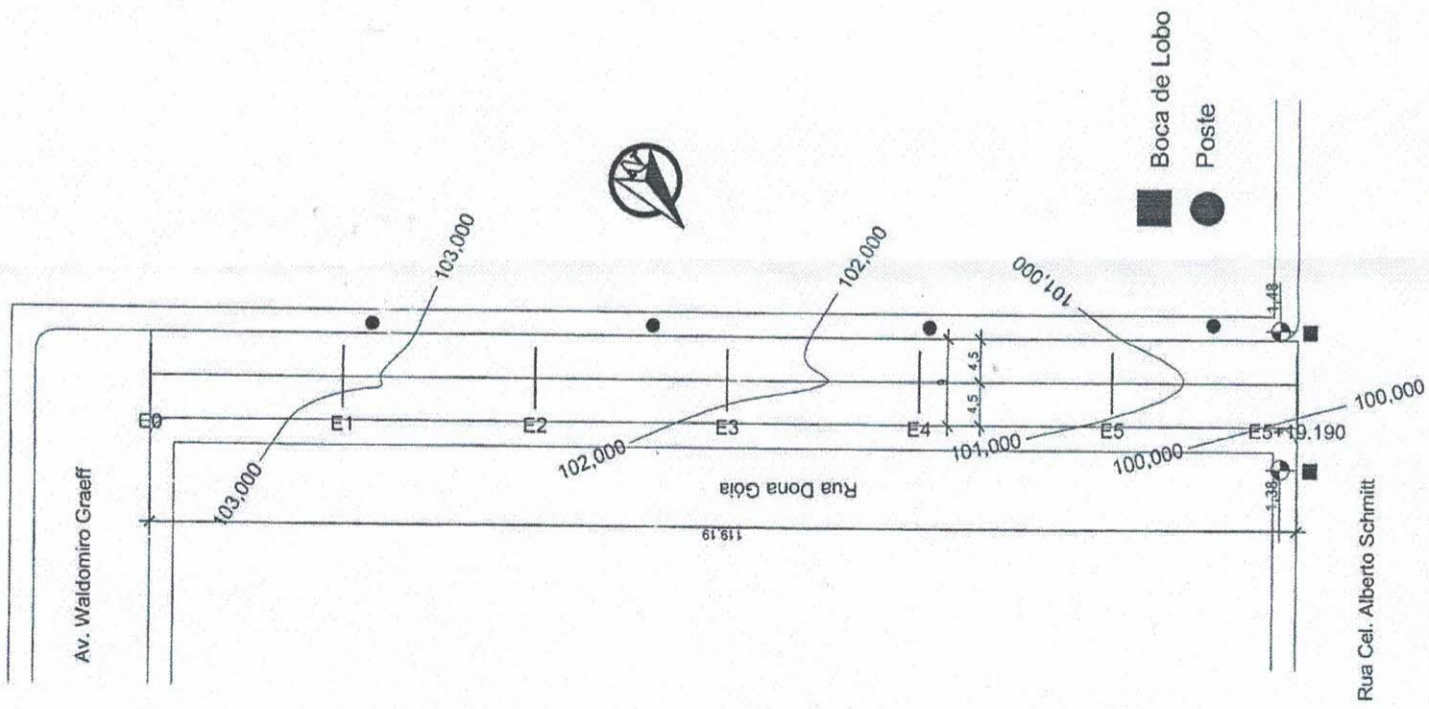 Av. Waldomiro Graeff
103,000
103,000
E0
E1
E2
E3
E4
E5
E5+19.190
102,000
102,000
101,000
101,000
100,000
100,000
9
4,5
4,5
Rua Dona Góia
119,19
1,48
1,38
Boca de Lobo
Poste
Rua Cel. Alberto Schmitt